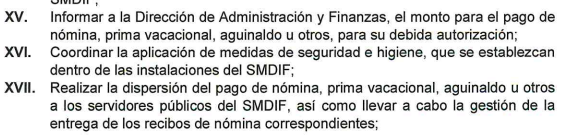 SMDIF;
XV. Informar a la Dirección de Administración y Finanzas, el monto para el pago de
nómina, prima vacacional, aguinaldo u otros, para su debida autorización;
XVI. Coordinar la aplicación de medidas de seguridad e higiene, que se establezcan
dentro de las instalaciones del SMDIF;
XVII. Realizar la dispersión del pago de nómina, prima vacacional, aguinaldo u otros
a los servidores públicos del SMDIF, así como llevar a cabo la gestión de la
entrega de los recibos de nómina correspondientes;